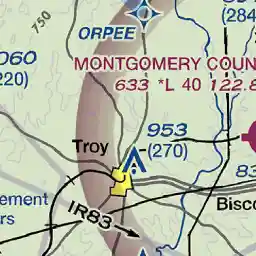 750
ORPEE
(284
060
220)
MONTGOMERY COUN
633 *L 40 122.8
Troy
953
(270)
83
ement
rs
IR83
Bisco